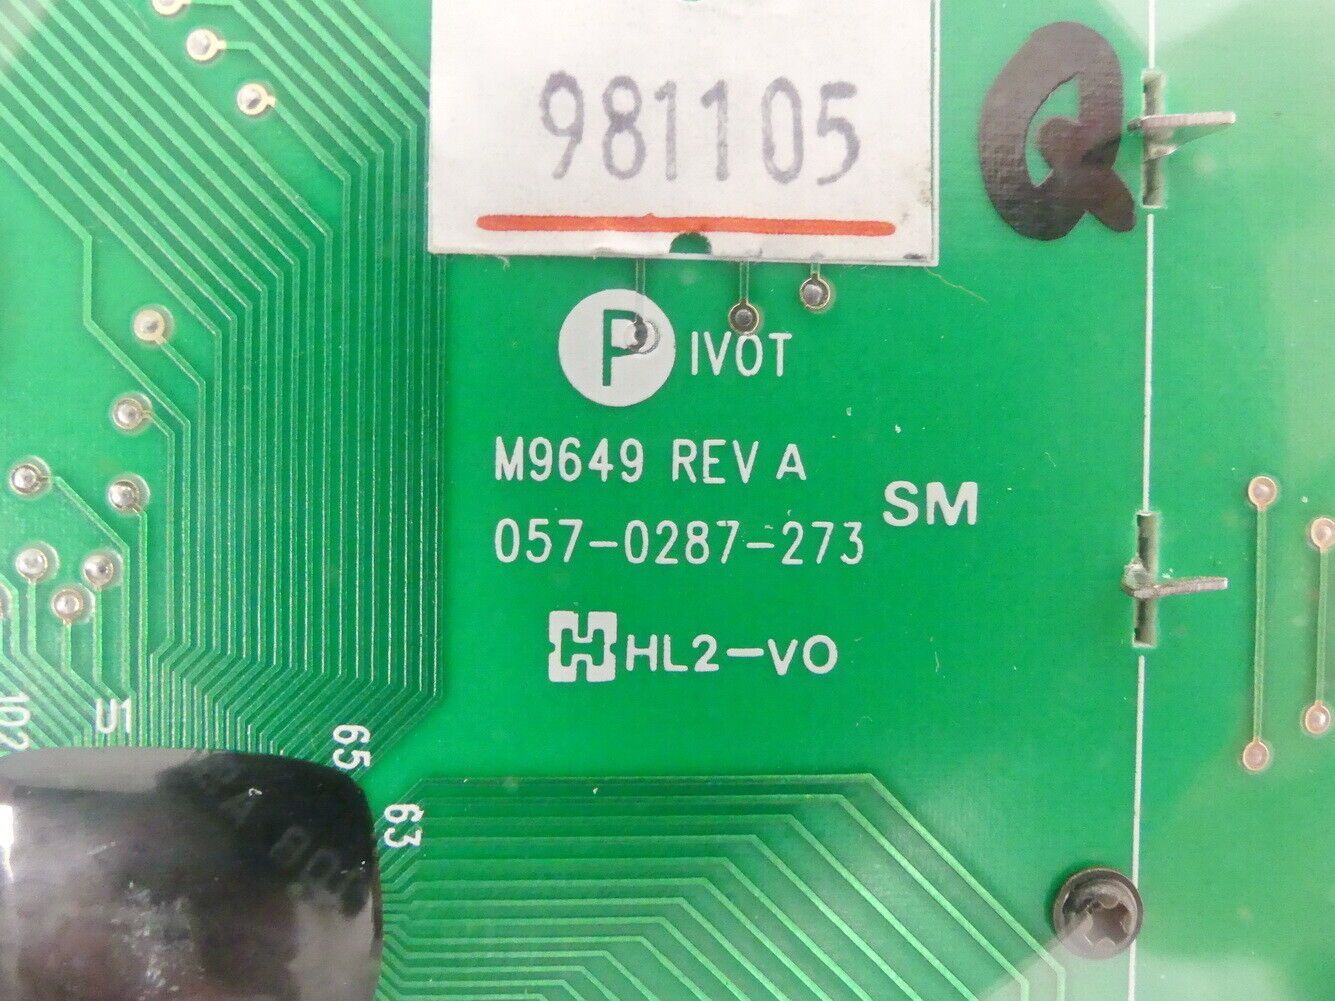 981105
Q
PIVOT
M9649 REV A
SM
057-0287-273
HL2-VO
U1
65
63